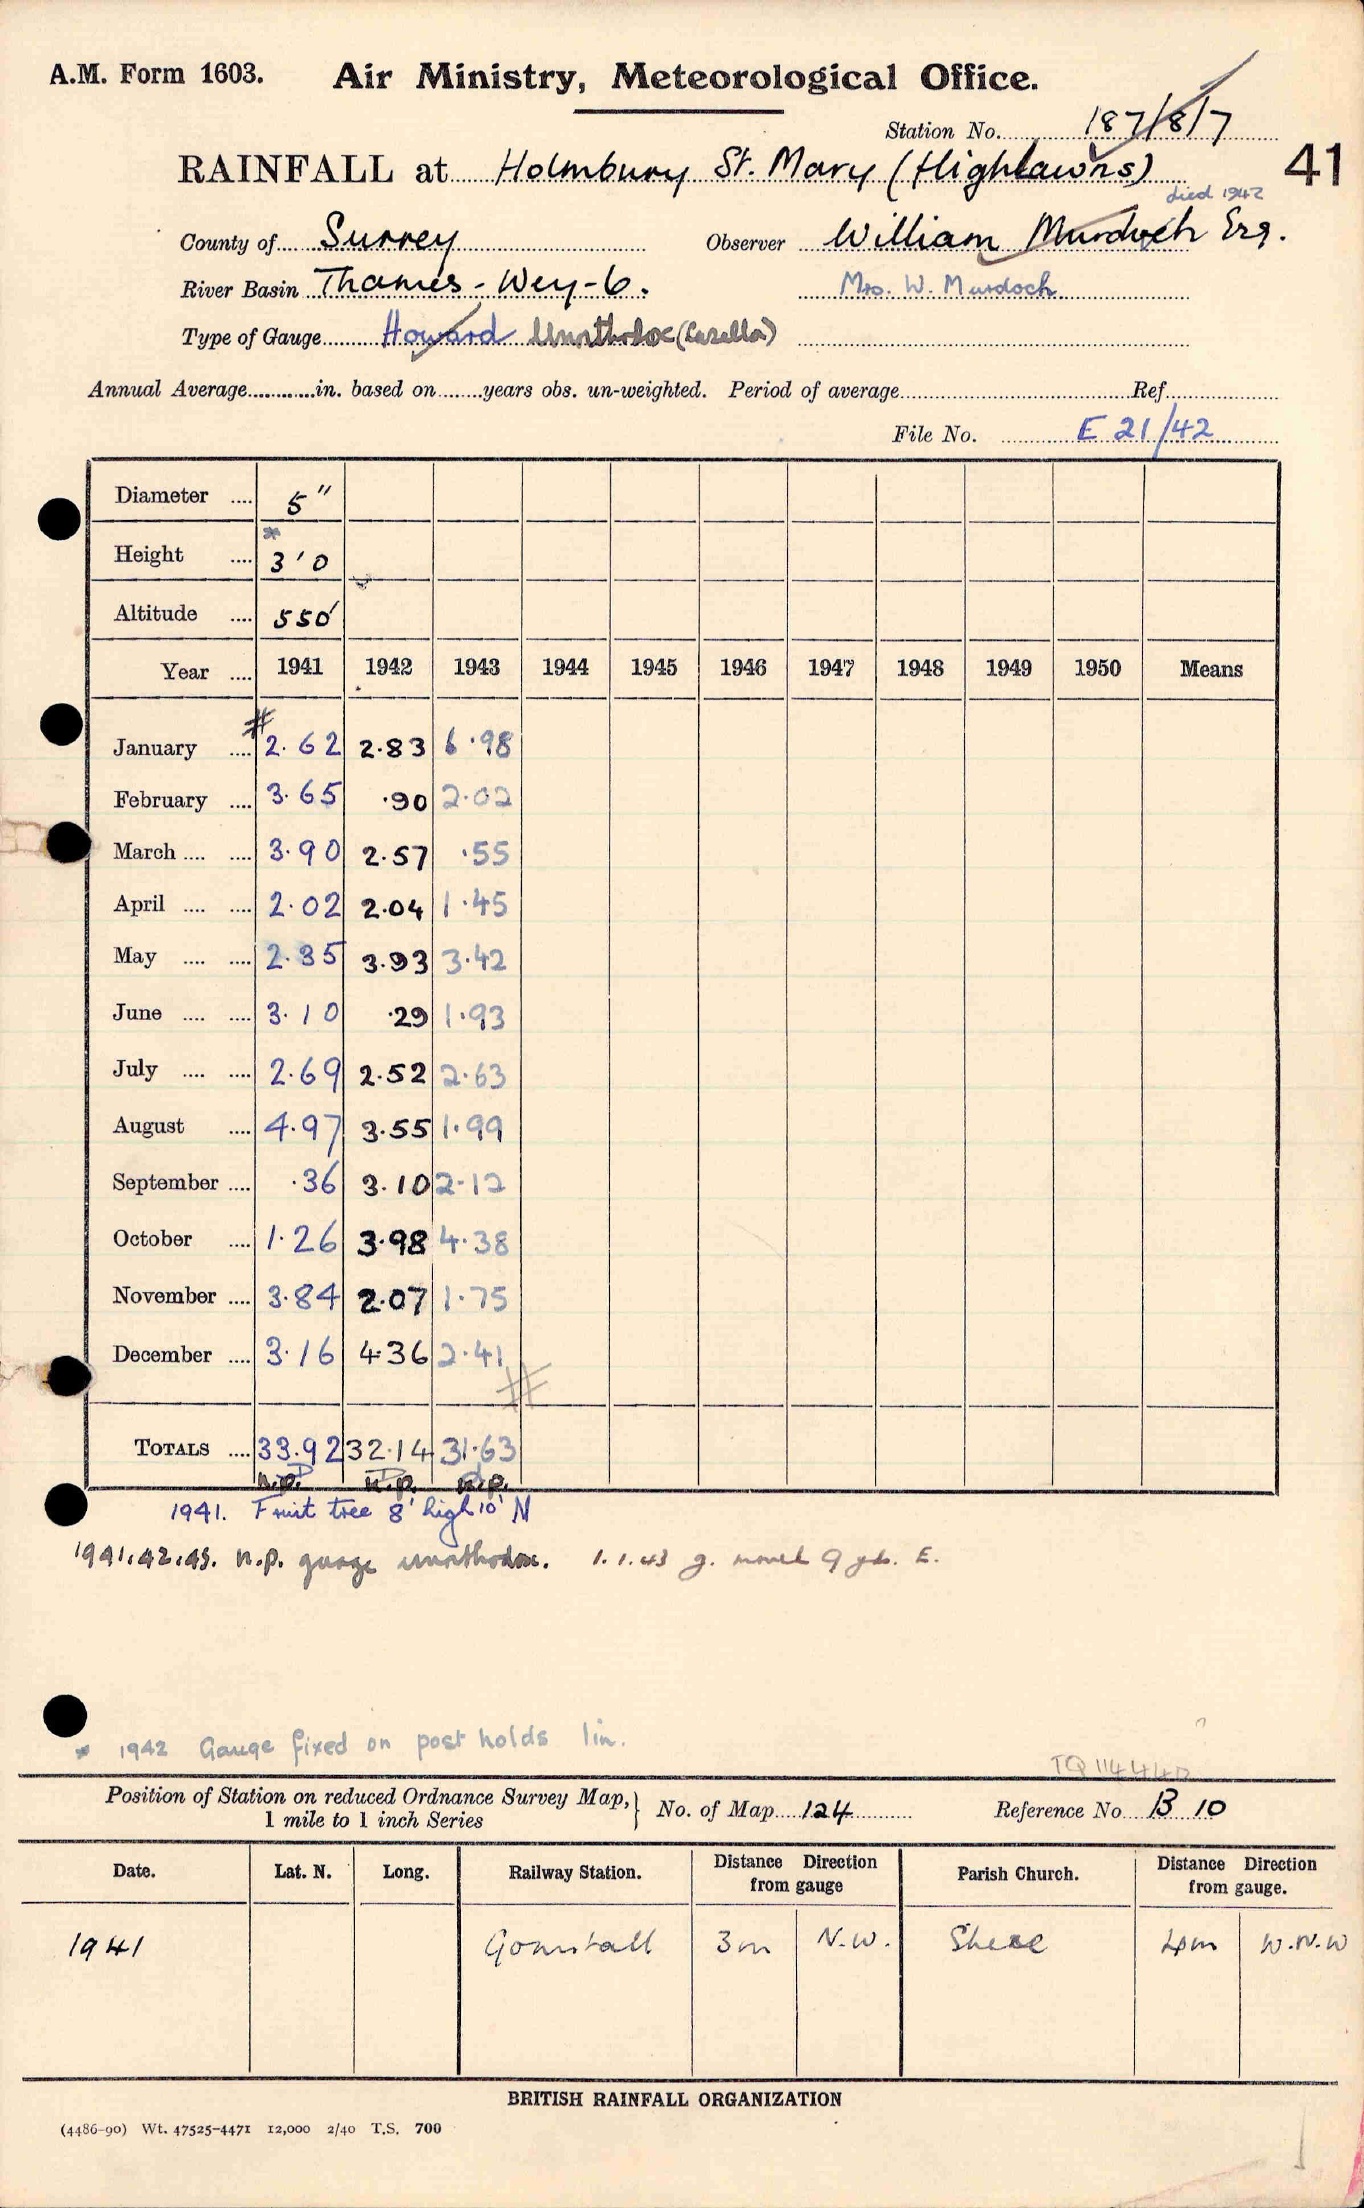 A.M. Form 1603. Air Ministry, Meteorological Office.
Station No. 187/8/7
RAINFALL at Holmbury St. Mary (Highlawns) 41
died 1942
County of Surrey Observer William Murdoch Esq.
River Basin Thames - Wey - 6. Mrs. W. Murdoch
Type of Gauge Howard Unorthodox (Casella)
Annual Average in. based on years obs. un-weighted. Period of average Ref
File No. E 21/42
Diameter 5"
*
Height 3'0
Altitude 550'
Year 1941 1942 1943 1944 1945 1946 1947 1948 1949 1950 Means
#
January 2.62 2.83 6.98
February 3.65 .90 2.02
March 3.90 2.57 .55
April 2.02 2.04 1.45
May 2.35 3.93 3.42
June 3.10 .29 1.93
July 2.69 2.52 2.63
August 4.97 3.55 1.99
September .36 3.10 2.12
October 1.26 3.98 4.38
November 3.84 2.07 1.75
December 3.16 4.36 2.41
#
TOTALS 33.92 32.14 31.63
n.p. n.p. n.p.
1941. Fruit tree 8' high 10' N
1941.42.43. n.p. gauge unorthodox. 1.1.43 g. moved 9 yds. E.
* 1942 Gauge fixed on post holds 1in.
Position of Station on reduced Ordnance Survey Map,
1 mile to 1 inch Series
No. of Map 124 Reference No B 10
Date. Lat. N. Long. Railway Station. Distance Direction from gauge Parish Church. Distance Direction from gauge.
1941 Gomshall 3m N.W. Shere 4m W.N.W
BRITISH RAINFALL ORGANIZATION
(4486-90) Wt. 47525-4471 12,000 2/40 T.S. 700